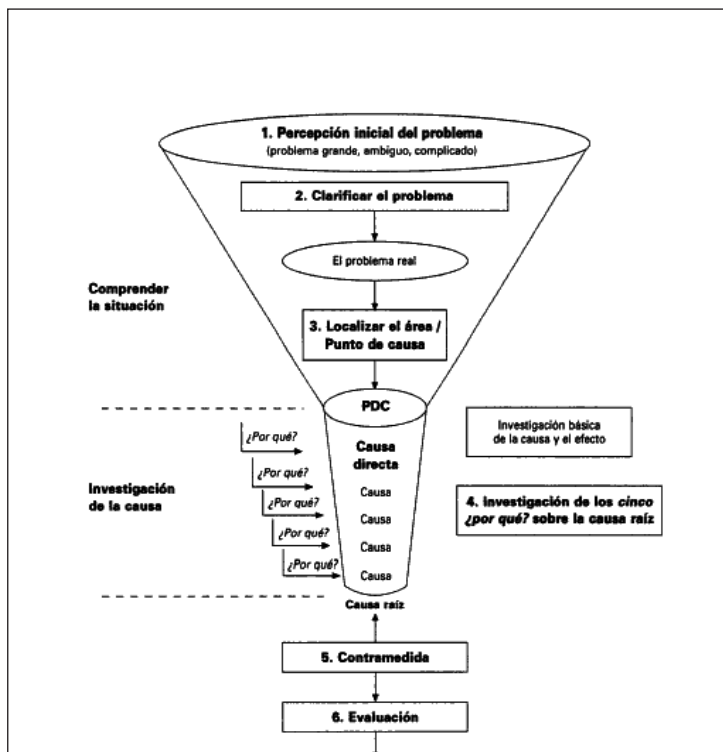 1. Percepción inicial del problema
(problema grande, ambiguo, complicado)
2. Clarificar el problema
El problema real
Comprender
la situación
3. Localizar el área /
Punto de causa
PDC
Investigación básica
de la causa y el efecto
¿Por qué?
Causa
directa
¿Por qué?
Causa
Investigación
de la causa
4. Investigación de los cinco
¿por qué? sobre la causa raíz
¿Por qué?
Causa
¿Por qué?
Causa
¿Por qué?
Causa
Causa raíz
5. Contramedida
6. Evaluación